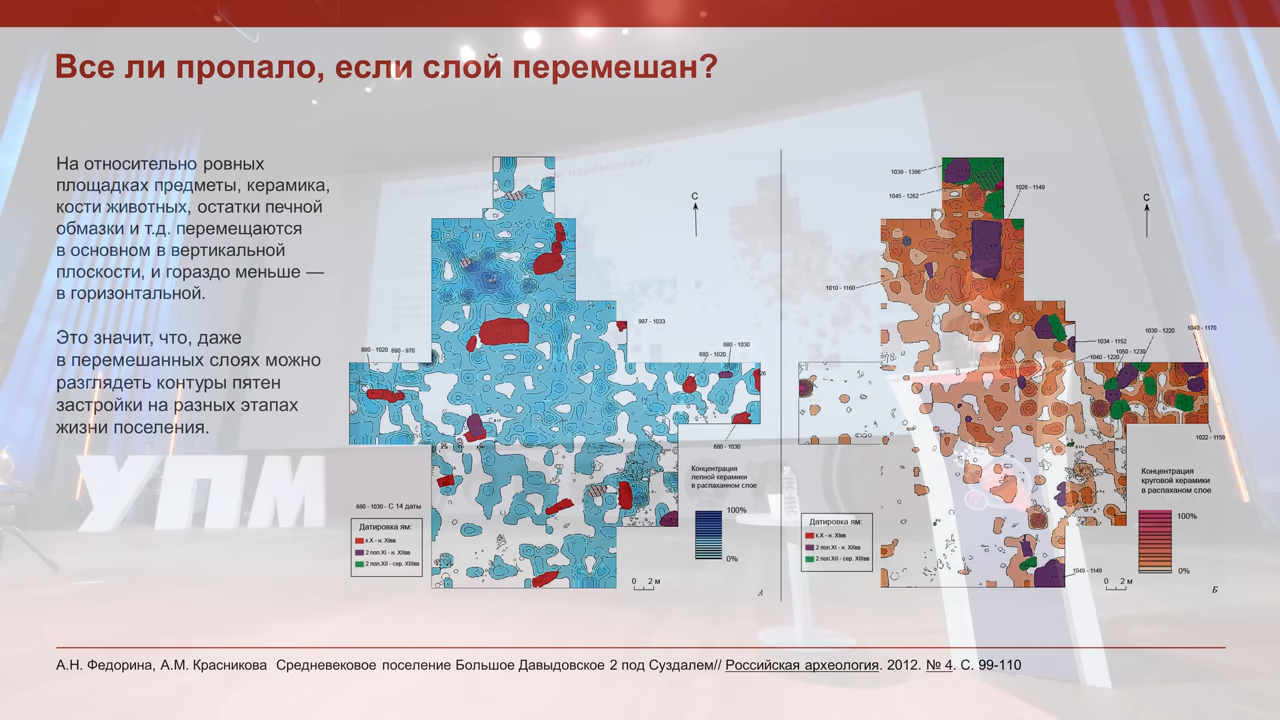 Все ли пропало, если слой перемешан?
На относительно ровных
площадках предметы, керамика,
кости животных, остатки печной
обмазки и т.д. перемещаются
в основном в вертикальной
плоскости, и гораздо меньше —
в горизонтальной.
Это значит, что, даже
в перемешанных слоях можно
разглядеть контуры пятен
застройки на разных этапах
жизни поселения.
УПМ
С
997 - 1033
880 - 1030
880 - 1020
880 - 1020
890 - 970
680 - 1030
Концентрация
лепной керамики
в распаханном слое
100%
0%
680 - 1030 - С 14 даты
Датировка ям:
к.X - н. XIвв
2 пол.XI - н. XIIвв
2 пол.XII - сер. XIIIвв
0 2 м
А
С
1039 - 1396
1045 - 1262
1026 - 1149
1010 - 1160
1034 - 1152
1040 - 1220
1050 - 1230
1030 - 1220
1040 - 1170
1022 - 1159
Концентрация
круговой керамики
в распаханом слое
100%
0%
Датировка ям:
к.X - н. XIвв
2 пол.XI - н. XIIвв
2 пол.XII - сер. XIIIвв
1049 - 1149
0 2 м
Б
А.Н. Федорина, А.М. Красникова Средневековое поселение Большое Давыдовское 2 под Суздалем// Российская археология. 2012. № 4. С. 99-110